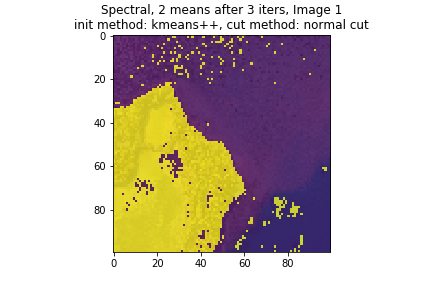 Spectral, 2 means after 3 iters, Image 1
init method: kmeans++, cut method: normal cut
0
20
40
60
80
0 20 40 60 80